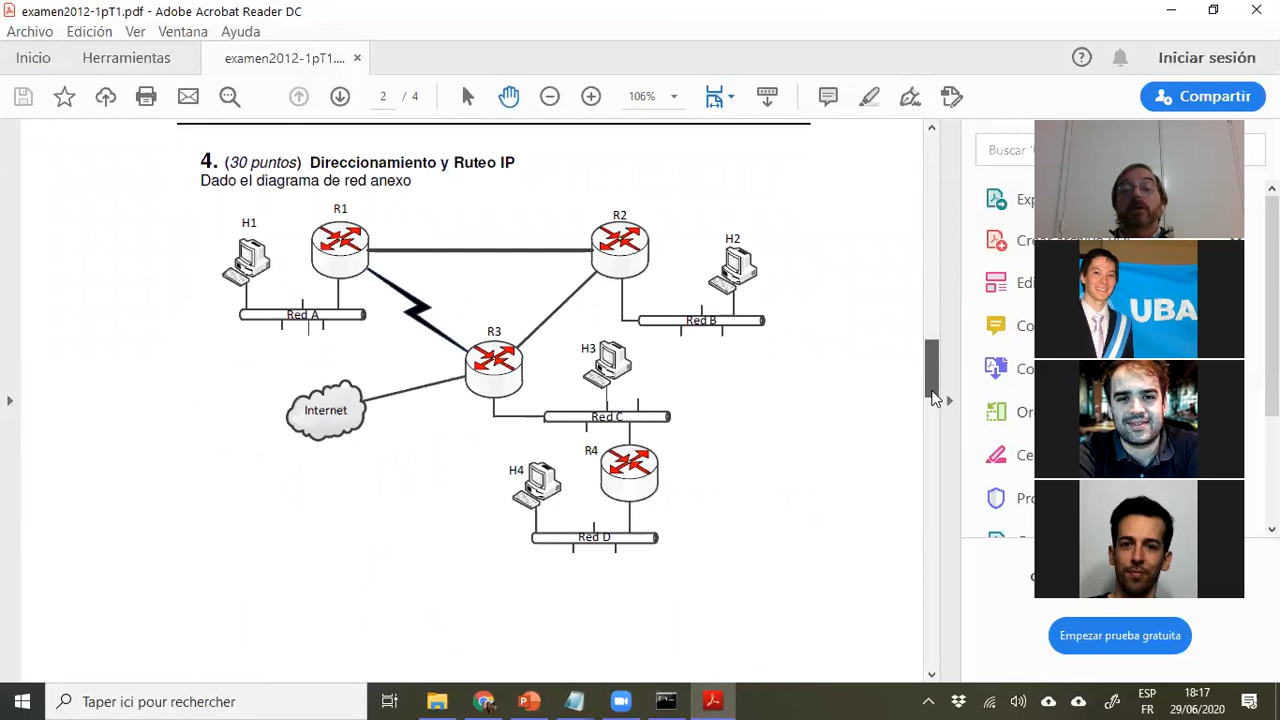 examen2012-1pT1.pdf - Adobe Acrobat Reader DC
Archivo Edición Ver Ventana Ayuda
Inicio Herramientas examen2012-1pT1.... × Iniciar sesión
2 / 4 106% Compartir
4. (30 puntos) Direccionamiento y Ruteo IP
Dado el diagrama de red anexo
H1 R1 R2 H2
Red A Red B
R3 H3
Internet Red C
H4 R4
Red D
Buscar
UBA
Empezar prueba gratuita
Taper ici pour rechercher
ESP 18:17
FR 29/06/2020